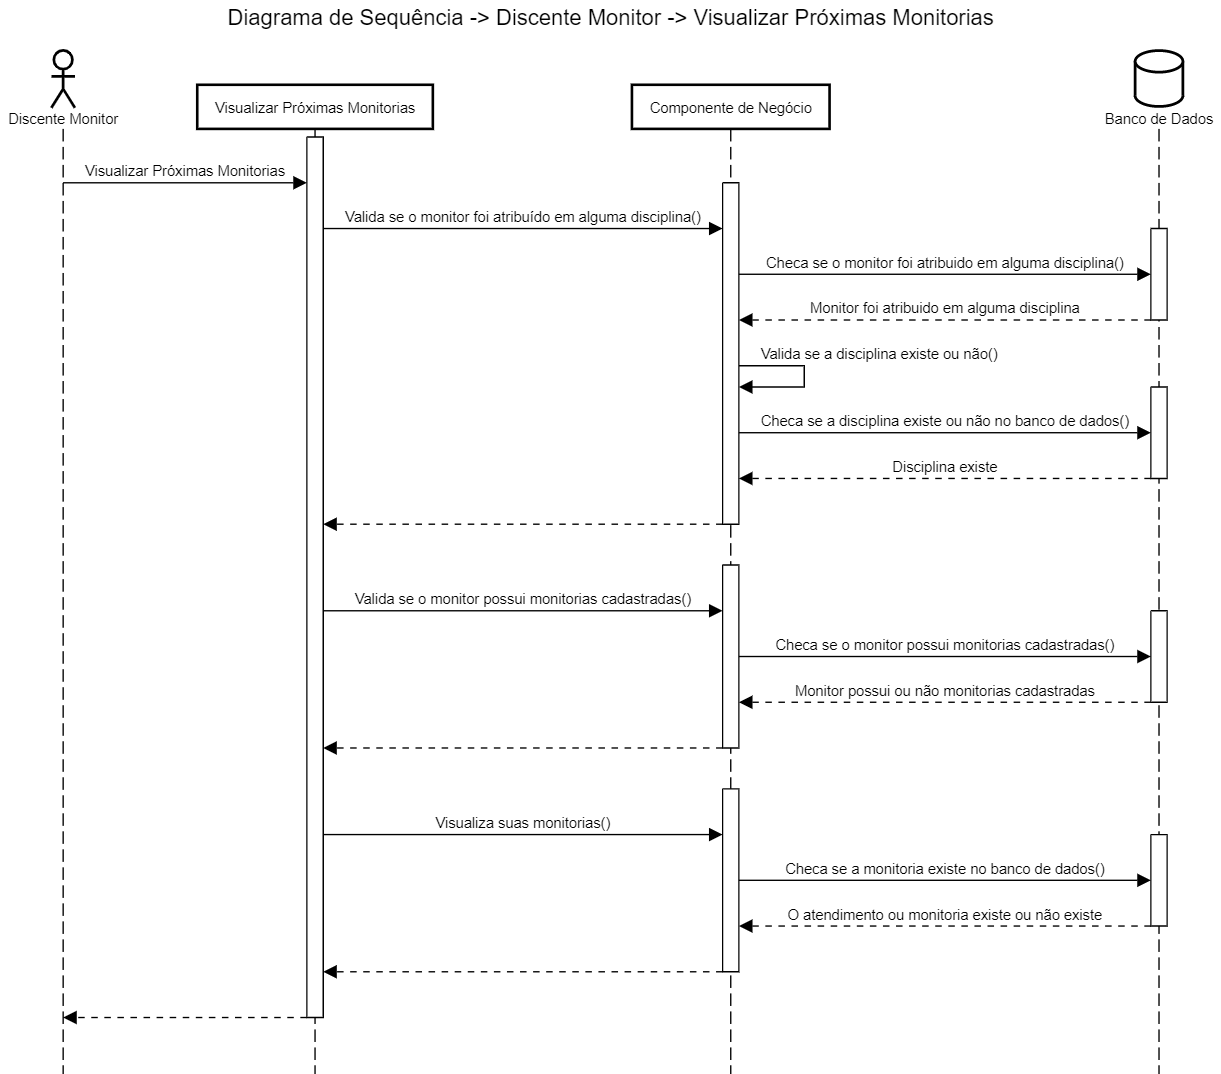 Diagrama de Sequência -> Discente Monitor -> Visualizar Próximas Monitorias
Discente Monitor
Visualizar Próximas Monitorias
Componente de Negócio
Banco de Dados
Visualizar Próximas Monitorias
Valida se o monitor foi atribuído em alguma disciplina()
Checa se o monitor foi atribuido em alguma disciplina()
Monitor foi atribuido em alguma disciplina
Valida se a disciplina existe ou não()
Checa se a disciplina existe ou não no banco de dados()
Disciplina existe
Valida se o monitor possui monitorias cadastradas()
Checa se o monitor possui monitorias cadastradas()
Monitor possui ou não monitorias cadastradas
Visualiza suas monitorias()
Checa se a monitoria existe no banco de dados()
O atendimento ou monitoria existe ou não existe